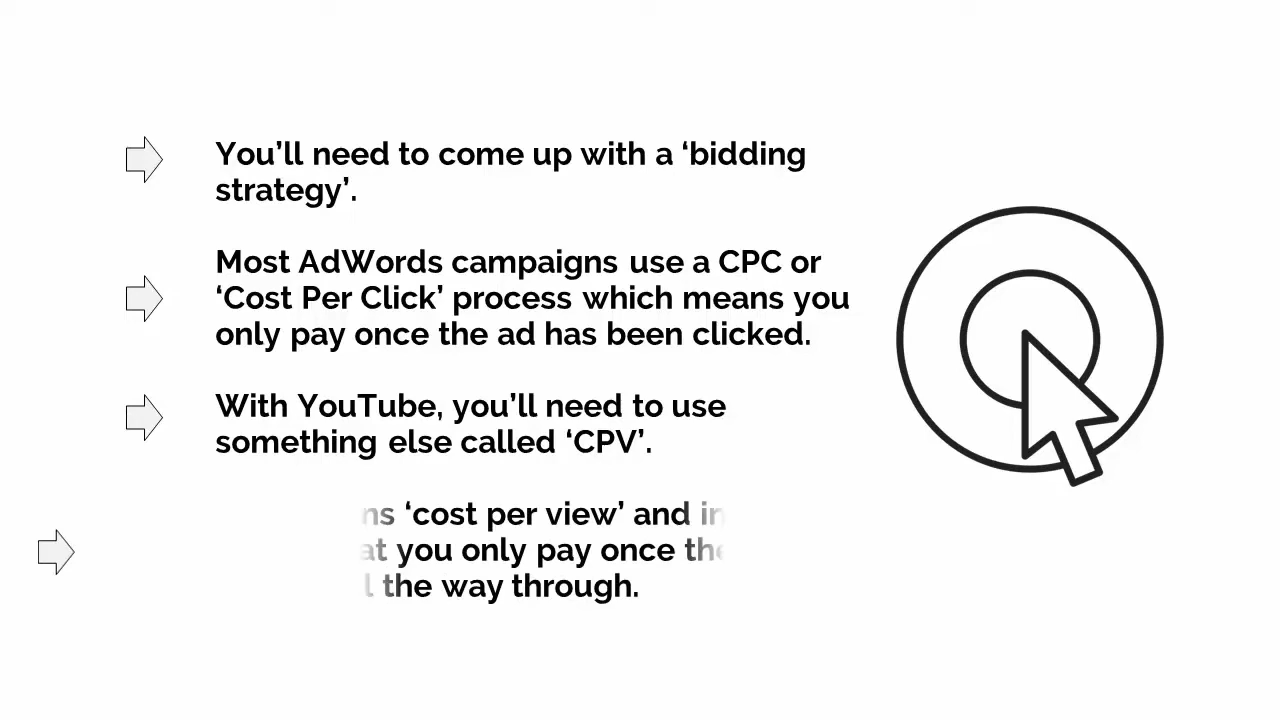 You’ll need to come up with a ‘bidding
strategy’.
Most AdWords campaigns use a CPC or
‘Cost Per Click’ process which means you
only pay once the ad has been clicked.
With YouTube, you’ll need to use
something else called ‘CPV’.
‘cost per view’ and
you only pay once
the way through.